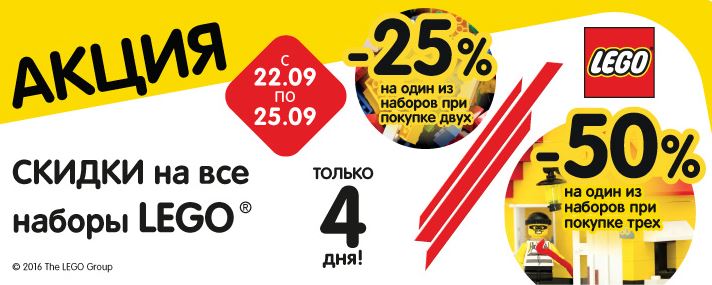 АКЦИЯ
с
22.09
по
25.09
-25%
на один из
наборов при
покупке двух
LEGO
СКИДКИ на все
наборы LEGO®
только
4
дня!
-50%
на один из
наборов при
покупке трех
© 2016 The LEGO Group